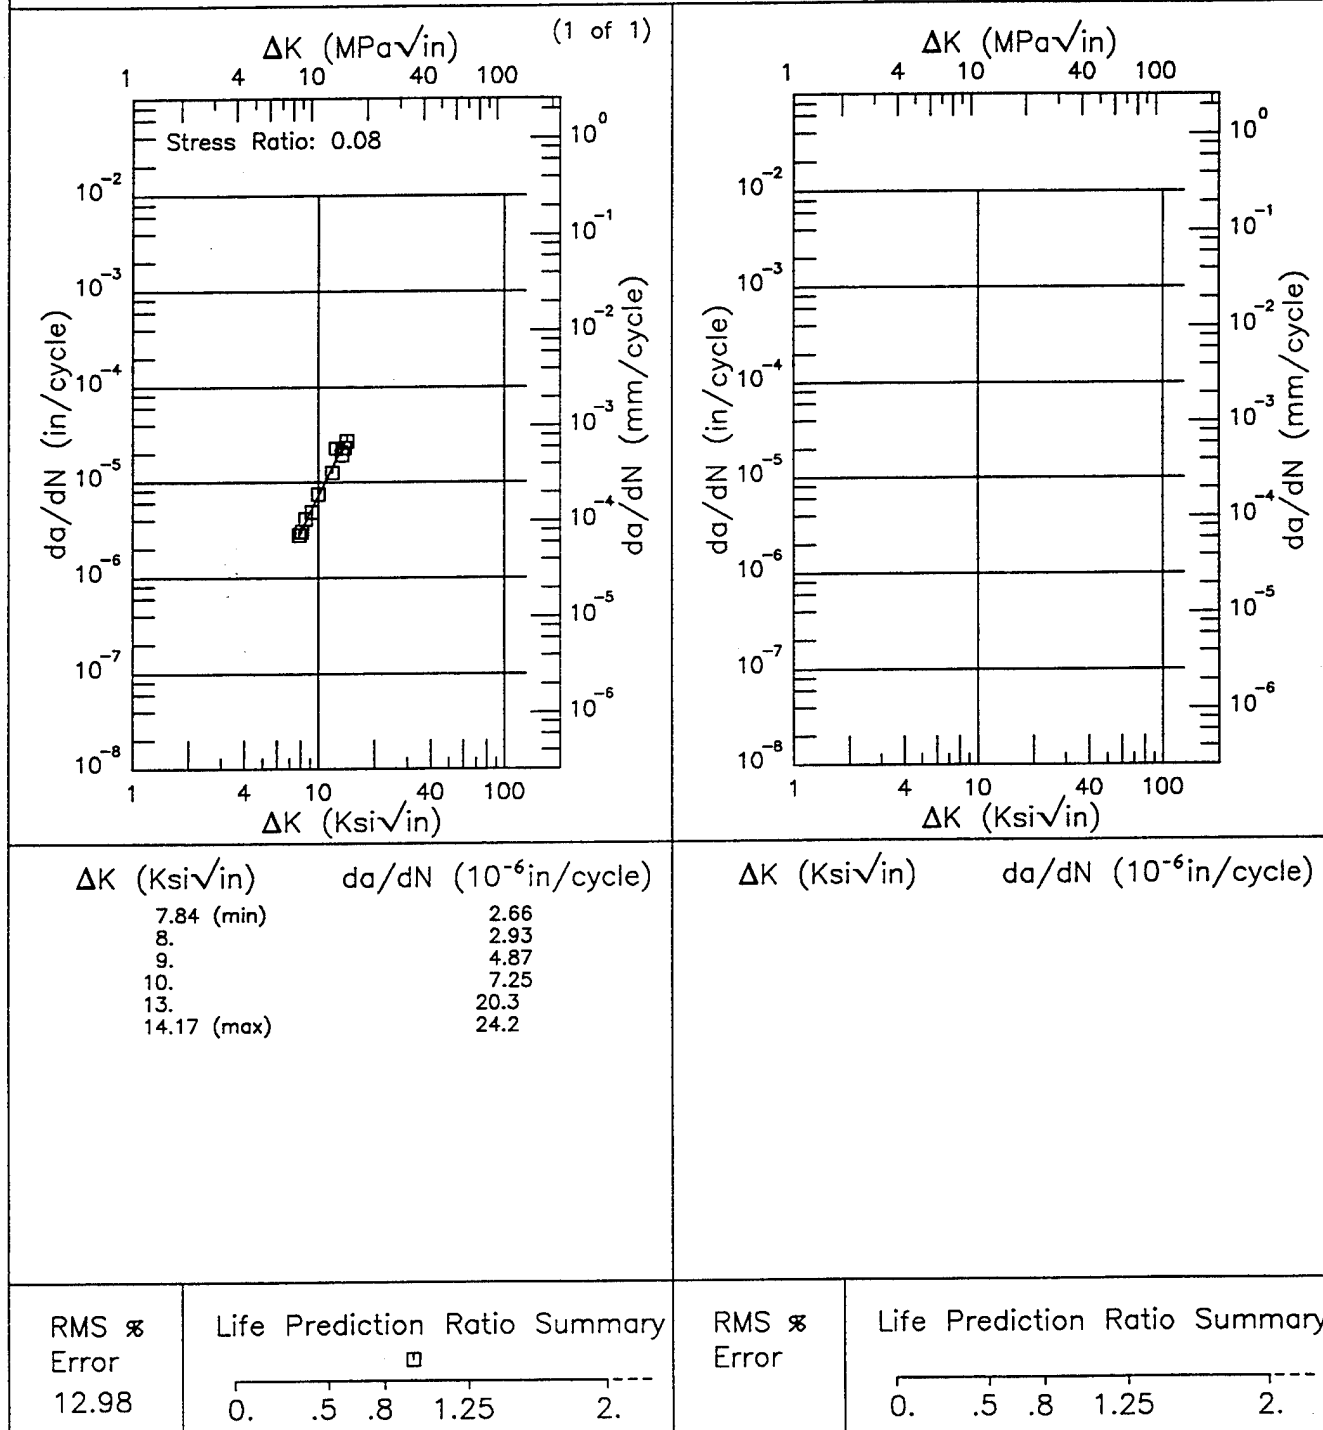 (1 of 1)
ΔK (MPa√in)
1 4 10 40 100
Stress Ratio: 0.08
10⁰
10⁻²
10⁻¹
10⁻³
10⁻²
10⁻⁴
10⁻³
10⁻⁵
10⁻⁴
10⁻⁶
10⁻⁵
10⁻⁷
10⁻⁶
10⁻⁸
da/dN (in/cycle)
da/dN (mm/cycle)
1 4 10 40 100
ΔK (Ksi√in)
ΔK (MPa√in)
1 4 10 40 100
10⁰
10⁻²
10⁻¹
10⁻³
10⁻²
10⁻⁴
10⁻³
10⁻⁵
10⁻⁴
10⁻⁶
10⁻⁵
10⁻⁷
10⁻⁶
10⁻⁸
da/dN (in/cycle)
da/dN (mm/cycle)
1 4 10 40 100
ΔK (Ksi√in)
ΔK (Ksi√in) da/dN (10⁻⁶in/cycle)
7.84 (min) 2.66
8. 2.93
9. 4.87
10. 7.25
13. 20.3
14.17 (max) 24.2
ΔK (Ksi√in) da/dN (10⁻⁶in/cycle)
RMS %
Error
12.98
Life Prediction Ratio Summary
0. .5 .8 1.25 2.
RMS %
Error
Life Prediction Ratio Summary
0. .5 .8 1.25 2.